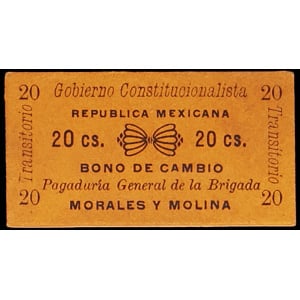 20 Gobierno Constitucionalista 20
REPUBLICA MEXICANA
20 cs. 20 cs.
BONO DE CAMBIO
Pagaduría General de la Brigada
20 MORALES Y MOLINA 20
Transitorio
Transitorio